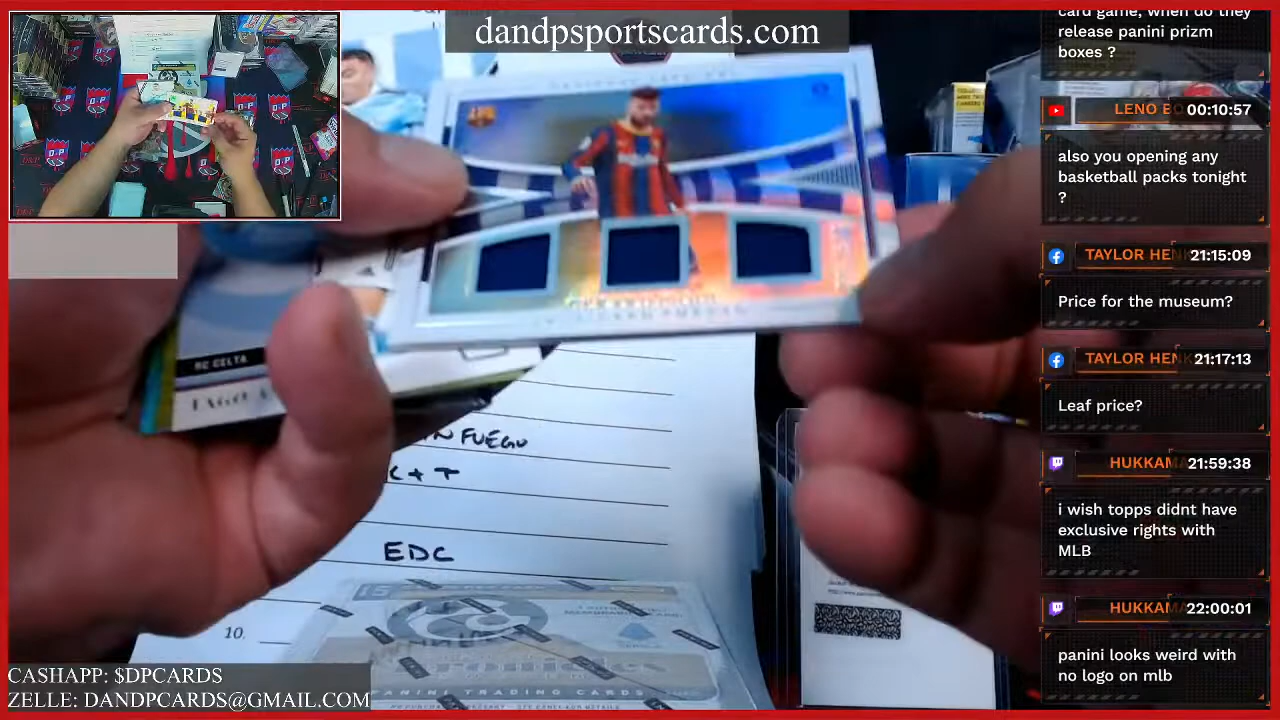 dandpsportscards.com
card game, when do they
release panini prizm
boxes ?
LENO BO 00:10:57
also you opening any
basketball packs tonight
?
TAYLOR HEN 21:15:09
Price for the museum?
TAYLOR HEN 21:17:13
Leaf price?
HUKKAM 21:59:38
i wish topps didnt have
exclusive rights with
MLB
HUKKAM 22:00:01
panini looks weird with
no logo on mlb
RC CELTA
FUEGO
K + T
EDC
10.
PANINI TRADING CARDS
CASHAPP: $DPCARDS
ZELLE: DANDPCARDS@GMAIL.COM